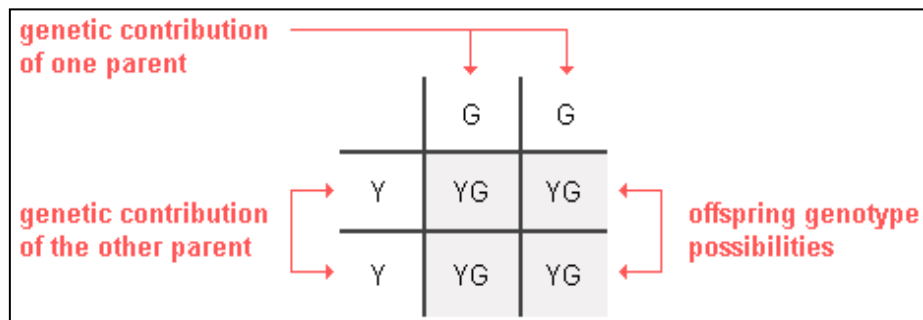 genetic contribution
of one parent
G G
Y YG YG
genetic contribution
of the other parent
offspring genotype
possibilities
Y YG YG